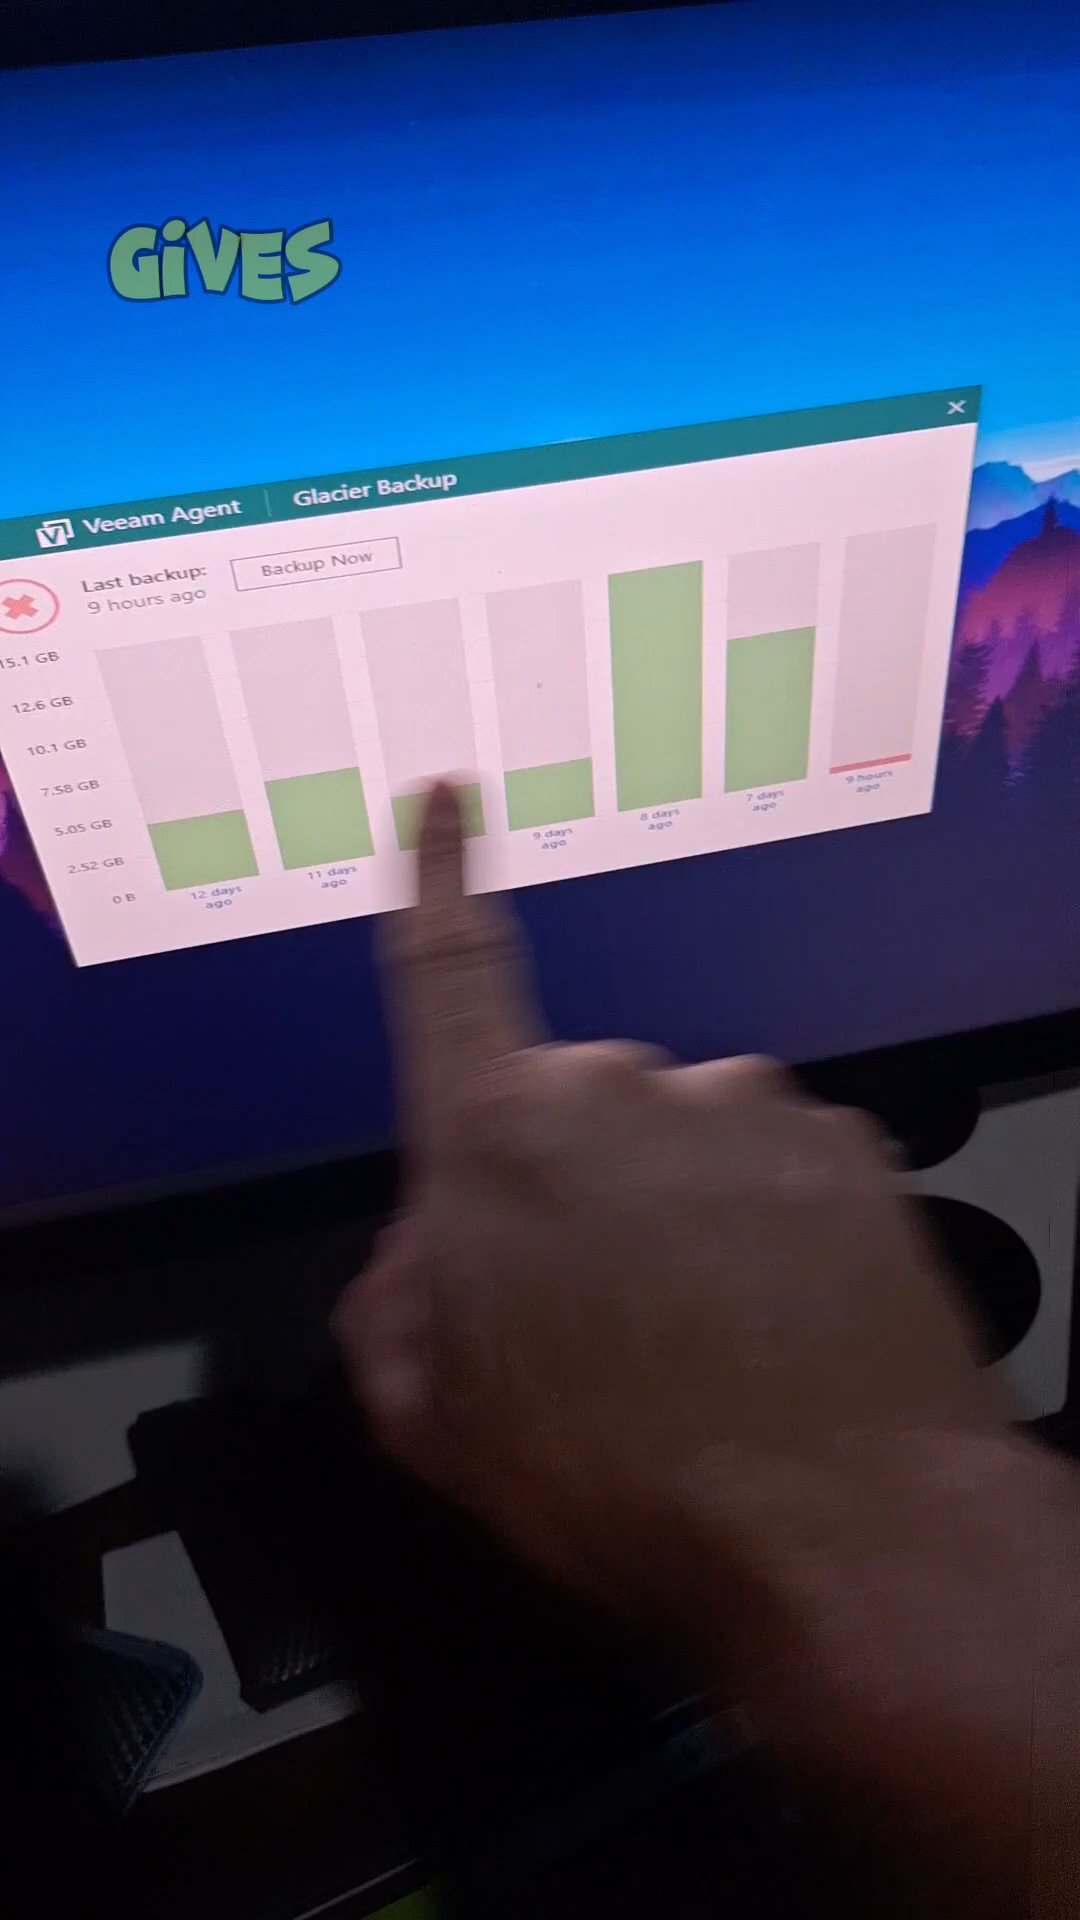 GiVES
Veeam Agent
Glacier Backup
Last backup:
9 hours ago
Backup Now
15.1 GB
12.6 GB
10.1 GB
7.58 GB
5.05 GB
2.52 GB
0 B
12 days
ago
11 days
ago
9 days
ago
8 days
ago
7 days
ago
9 hours
ago